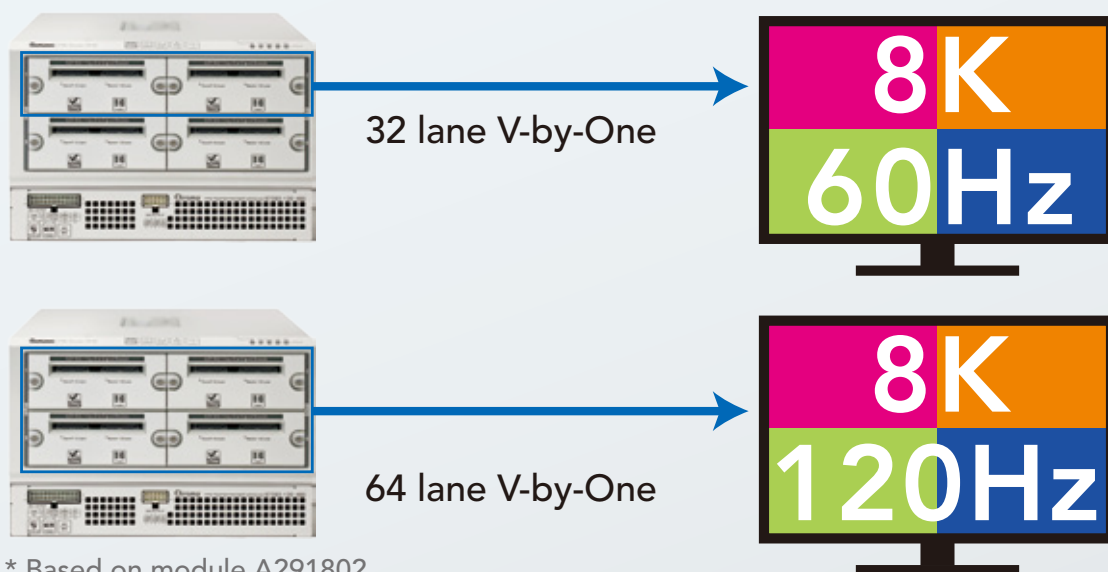 32 lane V-by-One
8K
60Hz
64 lane V-by-One
8K
120Hz
* Based on module A291802